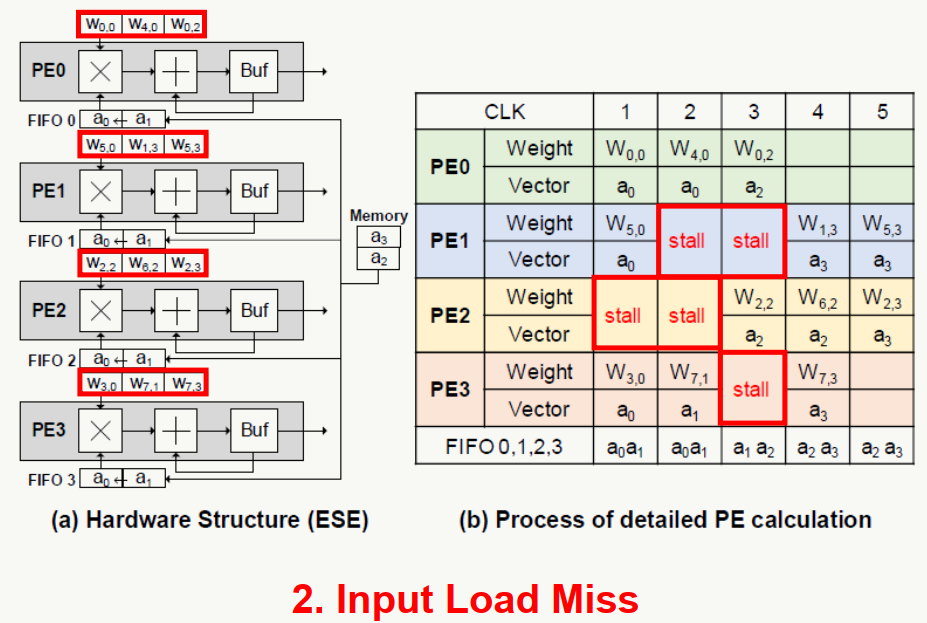 W0,0 W4,0 W0,2
PE0 × + Buf
FIFO 0 a0 ← a1
W5,0 W1,3 W5,3
PE1 × + Buf
FIFO 1 a0 ← a1
W2,2 W6,2 W2,3
PE2 × + Buf
FIFO 2 a0 ← a1
W3,0 W7,1 W7,3
PE3 × + Buf
FIFO 3 a0 ← a1
Memory
a3
a2
(a) Hardware Structure (ESE)
CLK 1 2 3 4 5
PE0
Weight W0,0 W4,0 W0,2
Vector a0 a0 a2
PE1
Weight W5,0 stall stall W1,3 W5,3
Vector a0 a3 a3
PE2
Weight stall stall W2,2 W6,2 W2,3
Vector a2 a2 a3
PE3
Weight W3,0 W7,1 stall W7,3
Vector a0 a1 a3
FIFO 0,1,2,3 a0a1 a0a1 a1 a2 a2 a3 a2 a3
(b) Process of detailed PE calculation
2. Input Load Miss